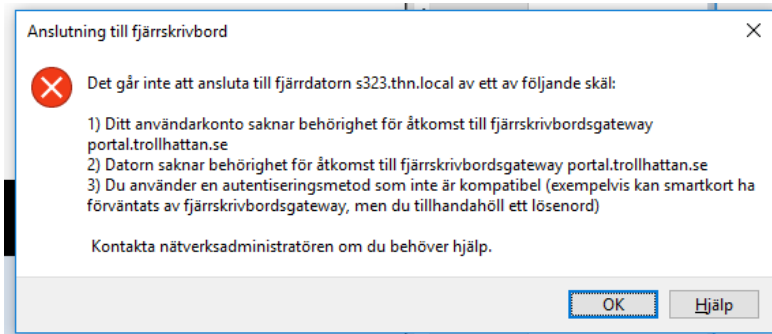 Anslutning till fjärrskrivbord
Det går inte att ansluta till fjärrdatorn s323.thn.local av ett av följande skäl:
1) Ditt användarkonto saknar behörighet för åtkomst till fjärrskrivbordsgateway
portal.trollhattan.se
2) Datorn saknar behörighet för åtkomst till fjärrskrivbordsgateway portal.trollhattan.se
3) Du använder en autentiseringsmetod som inte är kompatibel (exempelvis kan smartkort ha
förväntats av fjärrskrivbordsgateway, men du tillhandahöll ett lösenord)
Kontakta nätverksadministratören om du behöver hjälp.
OK
Hjälp